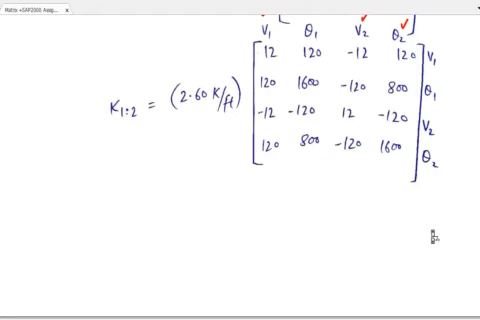 Matrix +SAP2000 Assig...
V₁ θ₁ V₂ θ₂
12 120 -12 120 V₁
120 1600 -120 800 θ₁
K₁:₂ = (2.60 K/ft)
-12 -120 12 -120 V₂
120 800 -120 1600 θ₂